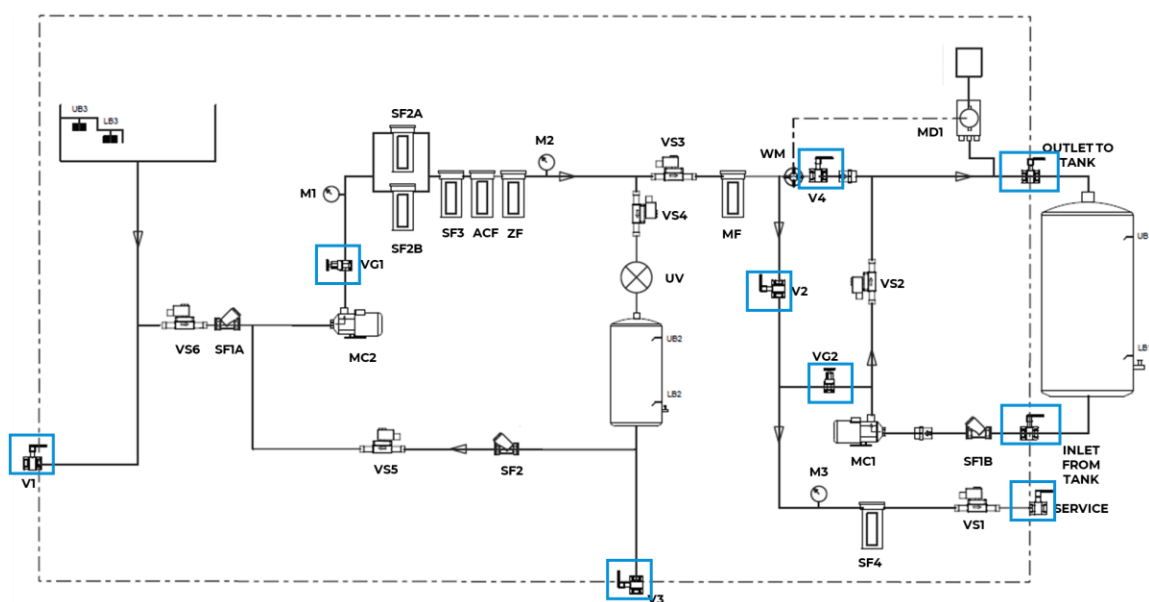 UB3
LB3
SF2A
M1
M2
SF2B
SF3
ACF
ZF
VG1
VS3
VS4
MF
WM
V4
MD1
OUTLET TO
TANK
UV
V2
VS2
VG2
VS6
SF1A
MC2
UB2
LB2
UB
LB
MC1
SF1B
INLET
FROM
TANK
V1
VS5
SF2
M3
SF4
VS1
SERVICE
V3